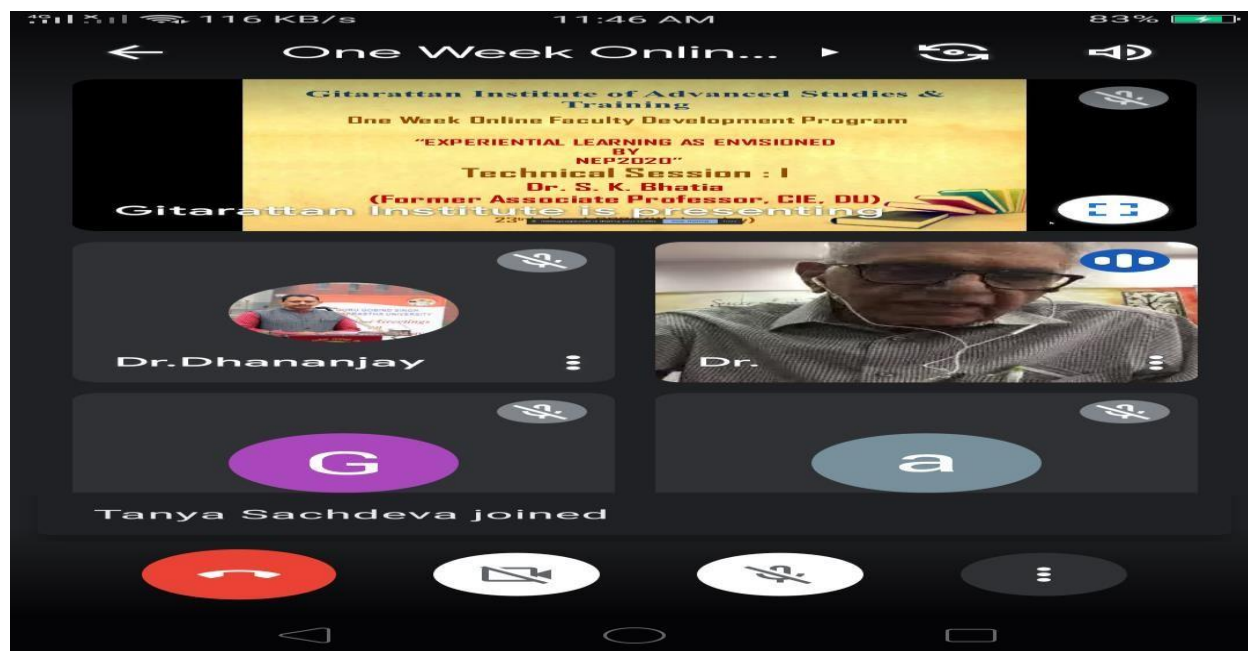 4G 116 KB/s 11:46 AM 83%
One Week Onlin...
Gitarattan Institute of Advanced Studies &
Training
One Week Online Faculty Development Program
"EXPERIENTIAL LEARNING AS ENVISIONED
BY
NEP2020"
Technical Session : I
Dr. S. K. Bhatia
(Former Associate Professor, CIE, DU)
Gitarattan Institute is presenting
23
Dr.Dhananjay
Dr.
G
a
Tanya Sachdeva joined